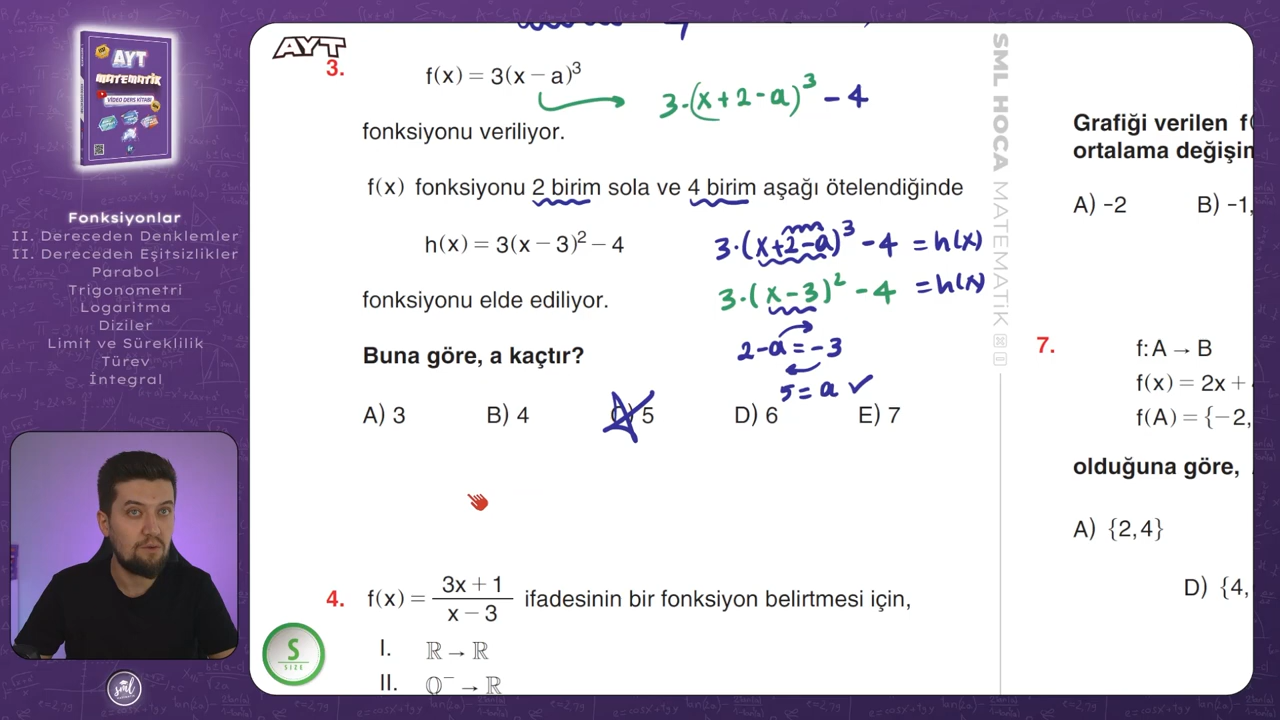 AYT
MATEMATİK
VİDEO DERS KİTABI
Fonksiyonlar
II. Dereceden Denklemler
II. Dereceden Eşitsizlikler
Parabol
Trigonometri
Logaritma
Diziler
Limit ve Süreklilik
Türev
İntegral
sml
AYT
3.
f(x) = 3(x − a)³
3·(x+2-a)³ - 4
fonksiyonu veriliyor.
f(x) fonksiyonu 2 birim sola ve 4 birim aşağı ötelendiğinde
h(x) = 3(x − 3)² − 4
3·(x+2-a)³ - 4 = h(x)
3·(x-3)² - 4 = h(x)
fonksiyonu elde ediliyor.
2-a = -3
5 = a ✓
Buna göre, a kaçtır?
A) 3 B) 4 C) 5 D) 6 E) 7
4. f(x) = (3x + 1)/(x − 3) ifadesinin bir fonksiyon belirtmesi için,
I. ℝ → ℝ
II. Q⁻ → ℝ
S
SIZE
SML HOCA MATEMATİK
Grafiği verilen f(
ortalama değişin
A) -2 B) -1,
7. f: A → B
f(x) = 2x +
f(A) = {−2,
olduğuna göre,
A) {2, 4}
D) {4,